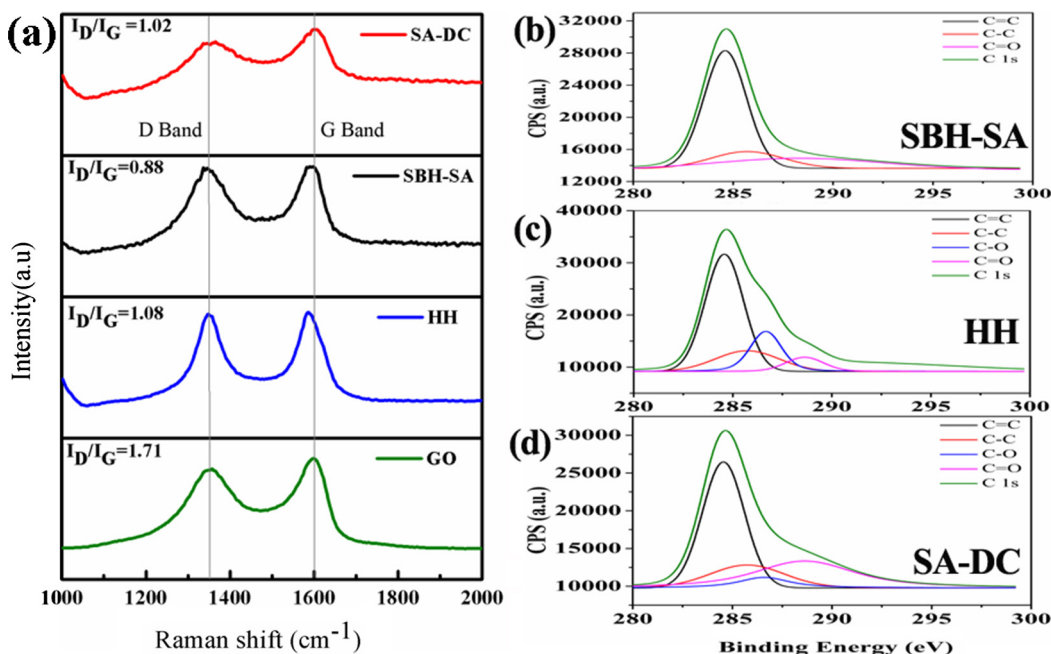 (a)
I_D/I_G=1.02
SA-DC
D Band
G Band
I_D/I_G=0.88
SBH-SA
I_D/I_G=1.08
HH
I_D/I_G=1.71
GO
Intensity(a.u)
1000 1200 1400 1600 1800 2000
Raman shift (cm⁻¹)
(b)
CPS (a.u.)
32000
28000
24000
20000
16000
12000
C=C
C-C
C=O
C 1s
SBH-SA
280 285 290 295 300
(c)
CPS (a.u.)
40000
30000
20000
10000
C=C
C-C
C-O
C=O
C 1s
HH
280 285 290 295 300
(d)
CPS (a.u.)
30000
25000
20000
15000
10000
C=C
C-C
C-O
C=O
C 1s
SA-DC
280 285 290 295 300
Binding Energy (eV)